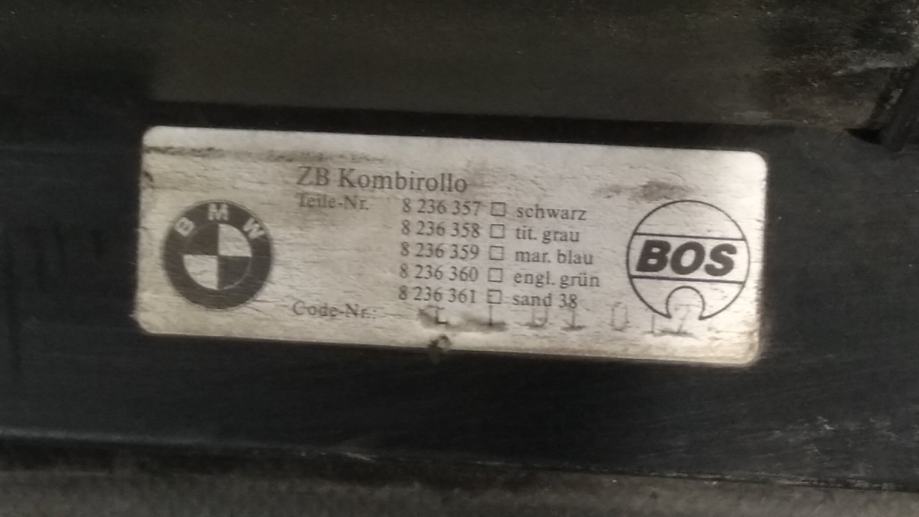 ZB Kombirollo
Teile-Nr. 8 236 357 □ schwarz
8 236 358 □ tit. grau
8 236 359 □ mar. blau
8 236 360 □ engl. grün
8 236 361 □ sand 38
Code-Nr.:
BMW
BOS